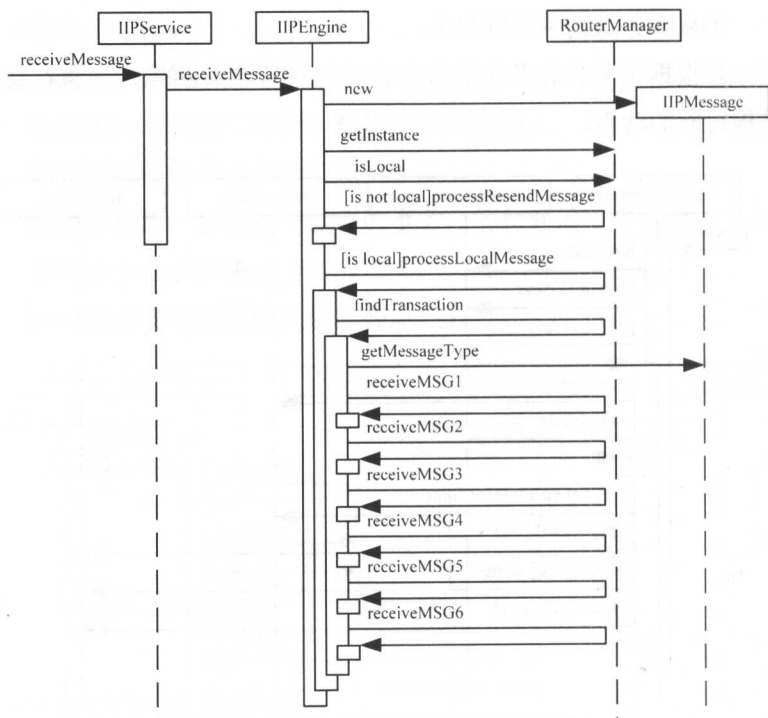 IIPService
IIPEngine
RouterManager
receiveMessage
receiveMessage
new
IIPMessage
getInstance
isLocal
[is not local]processResendMessage
[is local]processLocalMessage
findTransaction
getMessageType
receiveMSG1
receiveMSG2
receiveMSG3
receiveMSG4
receiveMSG5
receiveMSG6